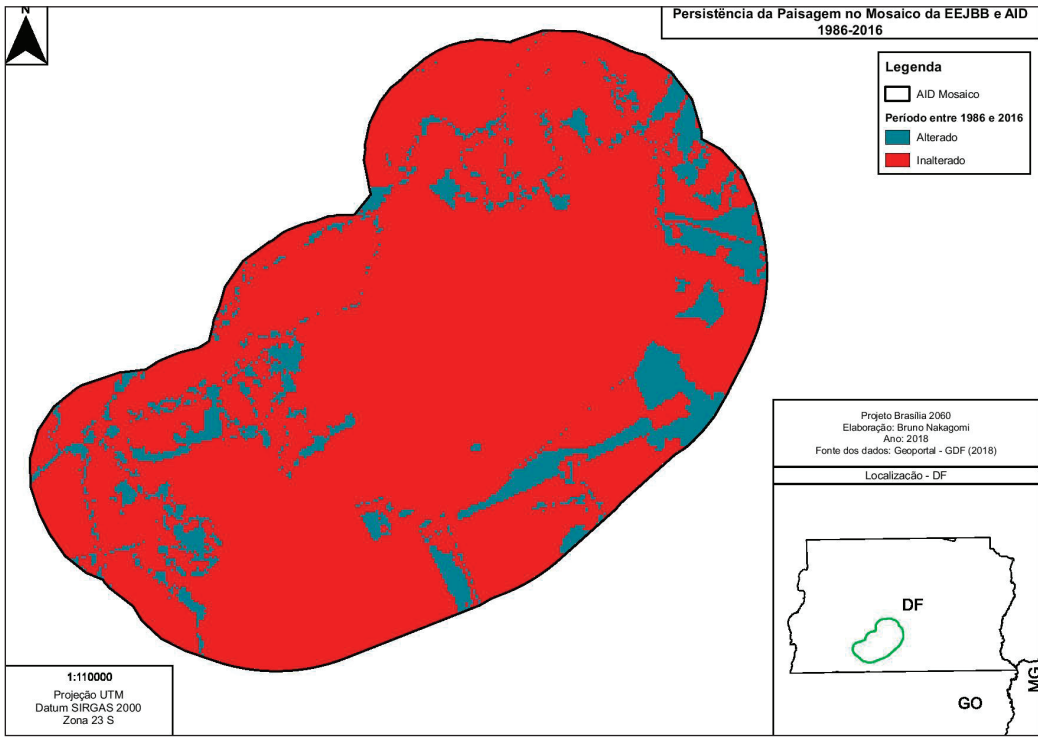 N
Persistência da Paisagem no Mosaico da EEJBB e AID
1986-2016
Legenda
AID Mosaico
Período entre 1986 e 2016
Alterado
Inalterado
Projeto Brasília 2060
Elaboração: Bruno Nakagomi
Ano: 2018
Fonte dos dados: Geoportal - GDF (2018)
Localização - DF
DF
GO
MG
1:110000
Projeção UTM
Datum SIRGAS 2000
Zona 23 S